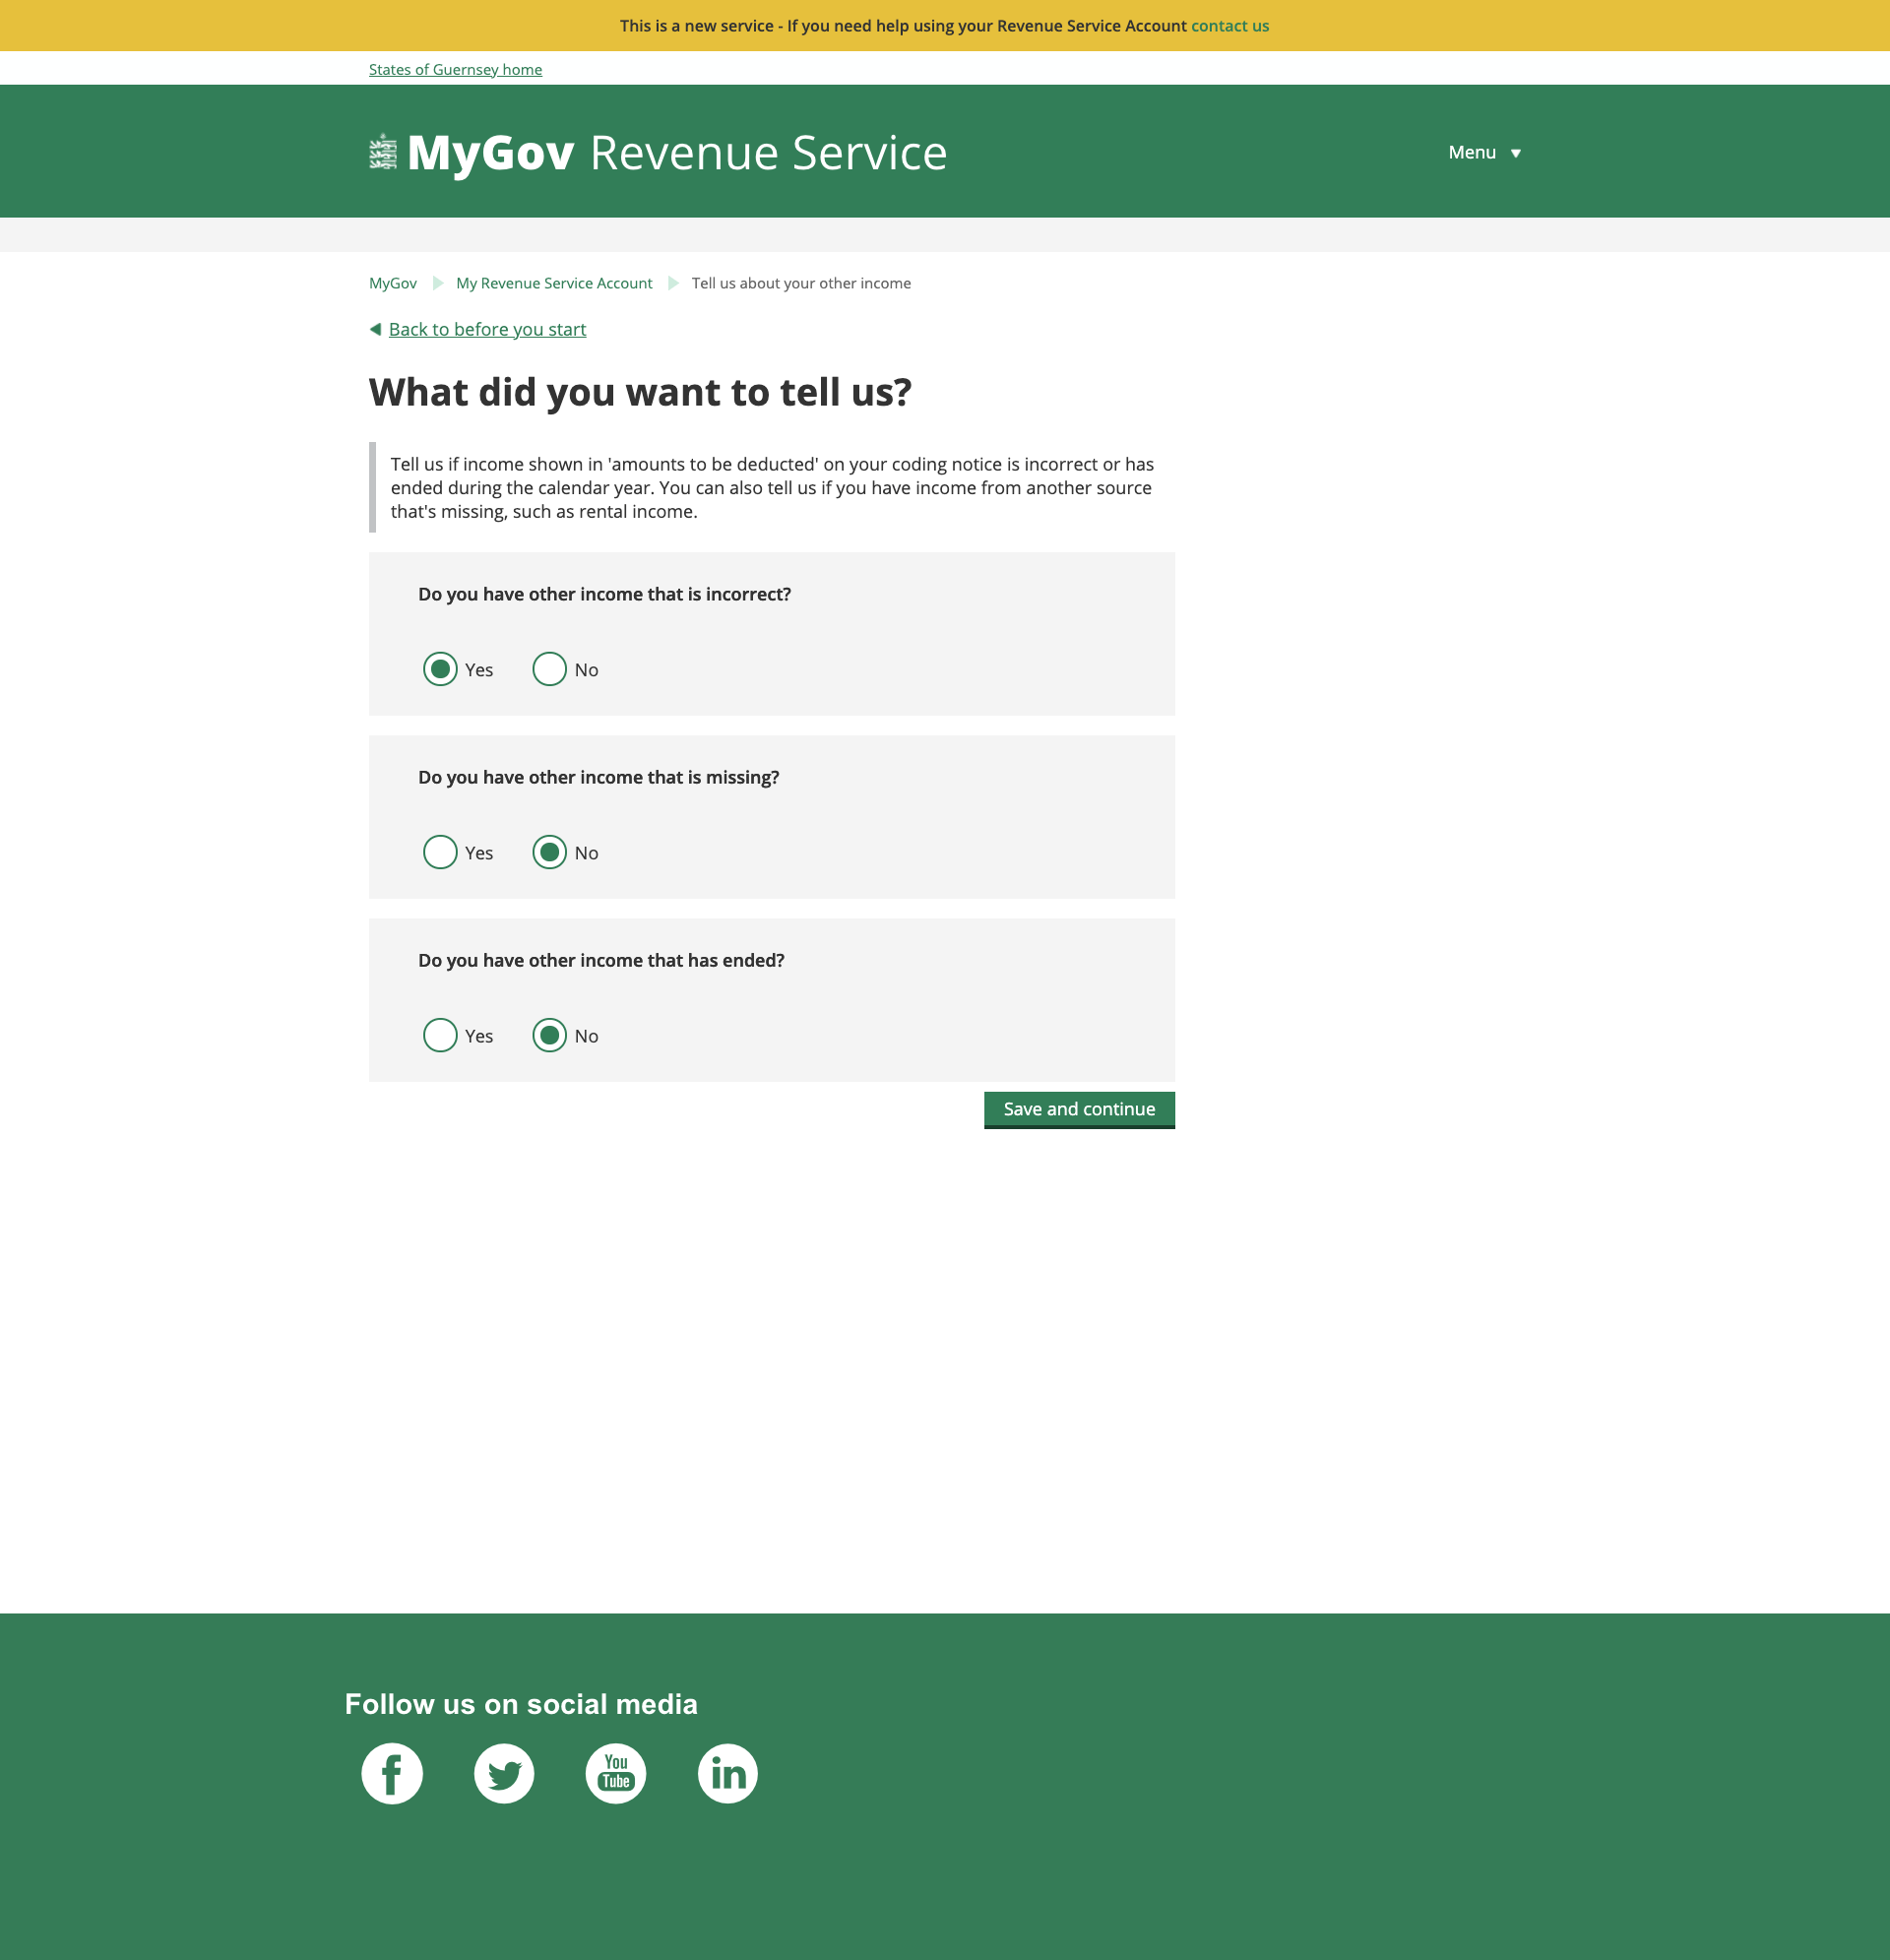 This is a new service - If you need help using your Revenue Service Account contact us
States of Guernsey home
MyGov Revenue Service
Menu
MyGov
My Revenue Service Account
Tell us about your other income
Back to before you start
What did you want to tell us?
Tell us if income shown in 'amounts to be deducted' on your coding notice is incorrect or has
ended during the calendar year. You can also tell us if you have income from another source
that's missing, such as rental income.
Do you have other income that is incorrect?
Yes No
Do you have other income that is missing?
Yes No
Do you have other income that has ended?
Yes No
Save and continue
Follow us on social media
f
You
Tube
in